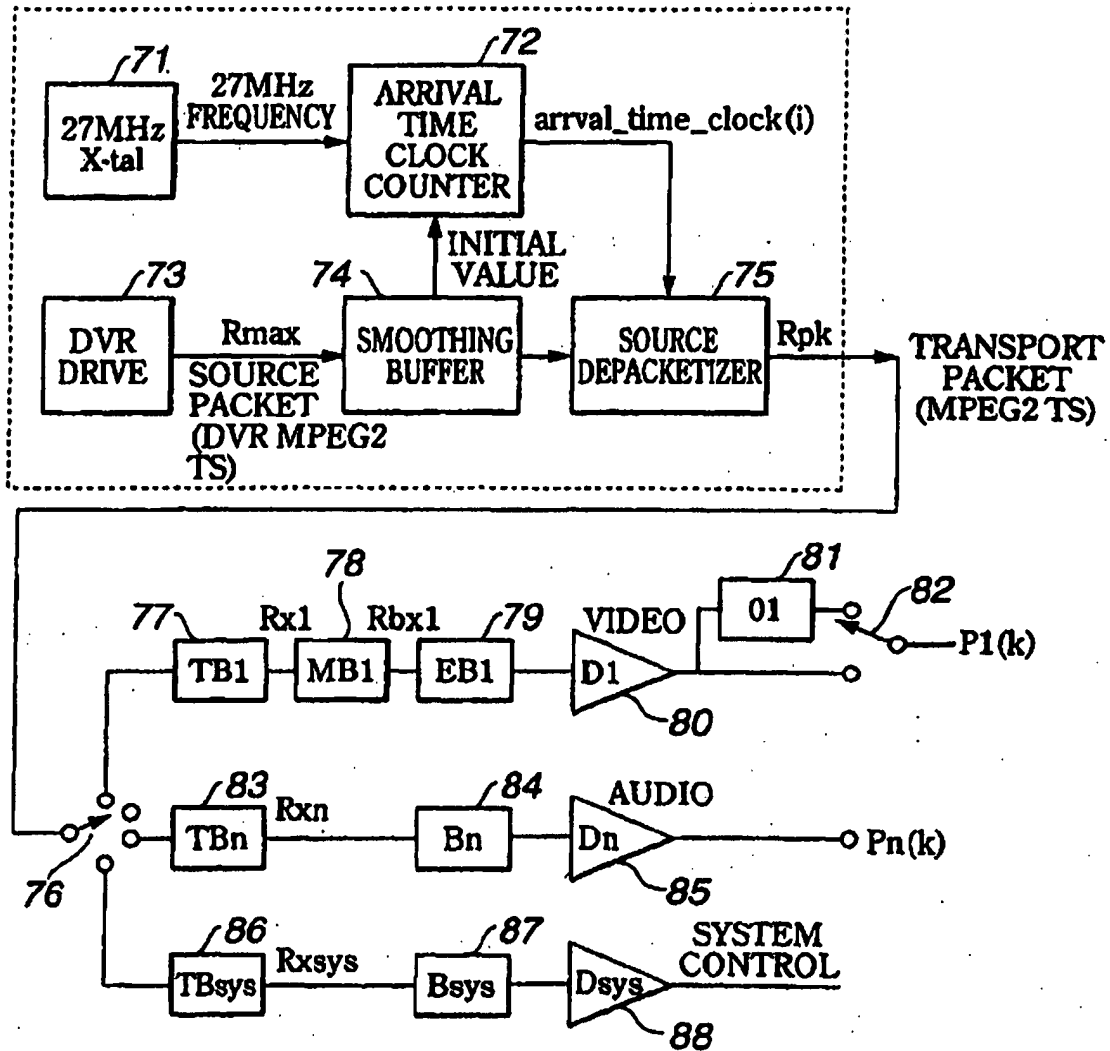 71
27MHz
X-tal
27MHz
FREQUENCY
72
ARRIVAL
TIME
CLOCK
COUNTER
arrval_time_clock(i)
INITIAL
VALUE
73
DVR
DRIVE
Rmax
SOURCE
PACKET
(DVR MPEG2
TS)
74
SMOOTHING
BUFFER
75
SOURCE
DEPACKETIZER
Rpk
TRANSPORT
PACKET
(MPEG2 TS)
76
77
TB1
Rx1
78
MB1
Rbx1
79
EB1
VIDEO
D1
80
81
01
82
P1(k)
83
TBn
Rxn
84
Bn
AUDIO
Dn
85
Pn(k)
86
TBsys
Rxsys
87
Bsys
Dsys
88
SYSTEM
CONTROL